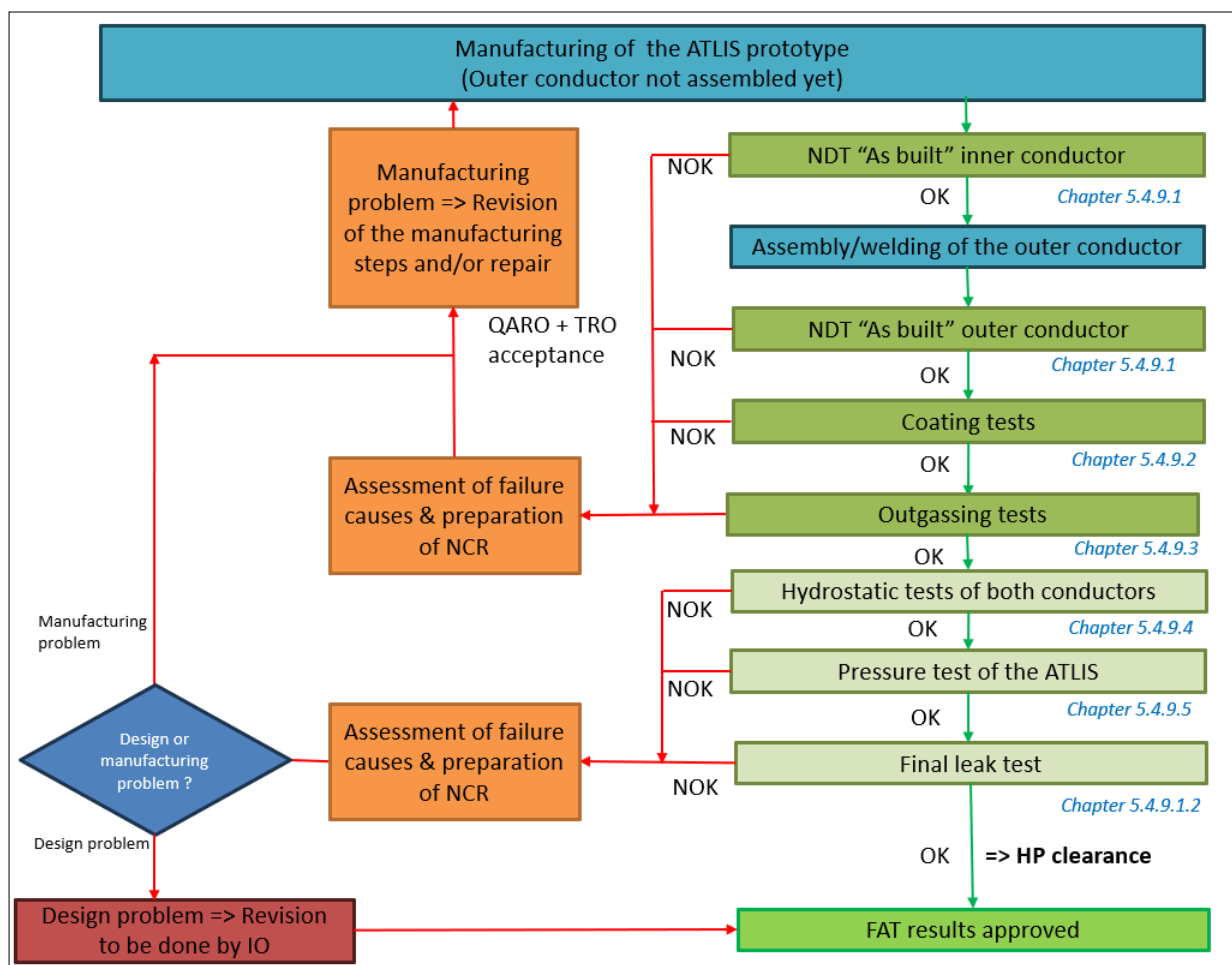 Manufacturing of the ATLIS prototype
(Outer conductor not assembled yet)
NDT “As built” inner conductor
NOK
OK
Chapter 5.4.9.1
Manufacturing
problem => Revision
of the manufacturing
steps and/or repair
Assembly/welding of the outer conductor
QARO + TRO
acceptance
NDT “As built” outer conductor
NOK
OK
Chapter 5.4.9.1
Coating tests
NOK
OK
Chapter 5.4.9.2
Assessment of failure
causes & preparation
of NCR
Outgassing tests
OK
Chapter 5.4.9.3
Hydrostatic tests of both conductors
NOK
OK
Chapter 5.4.9.4
Manufacturing
problem
Pressure test of the ATLIS
NOK
OK
Chapter 5.4.9.5
Design or
manufacturing
problem ?
Assessment of failure
causes & preparation
of NCR
Final leak test
NOK
Chapter 5.4.9.1.2
Design problem
OK
=> HP clearance
Design problem => Revision
to be done by IO
FAT results approved